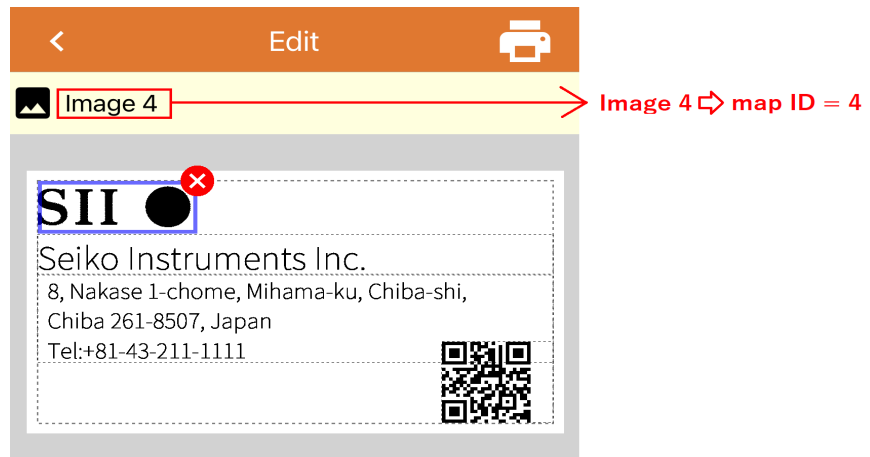 Edit
Image 4
Image 4 ⇨ map ID = 4
SII
Seiko Instruments Inc.
8, Nakase 1-chome, Mihama-ku, Chiba-shi,
Chiba 261-8507, Japan
Tel:+81-43-211-1111